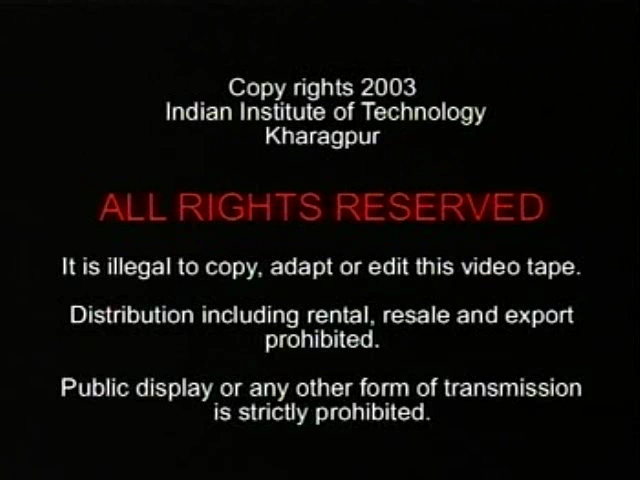 Copy rights 2003
Indian Institute of Technology
Kharagpur
ALL RIGHTS RESERVED
It is illegal to copy, adapt or edit this video tape.
Distribution including rental, resale and export
prohibited.
Public display or any other form of transmission
is strictly prohibited.